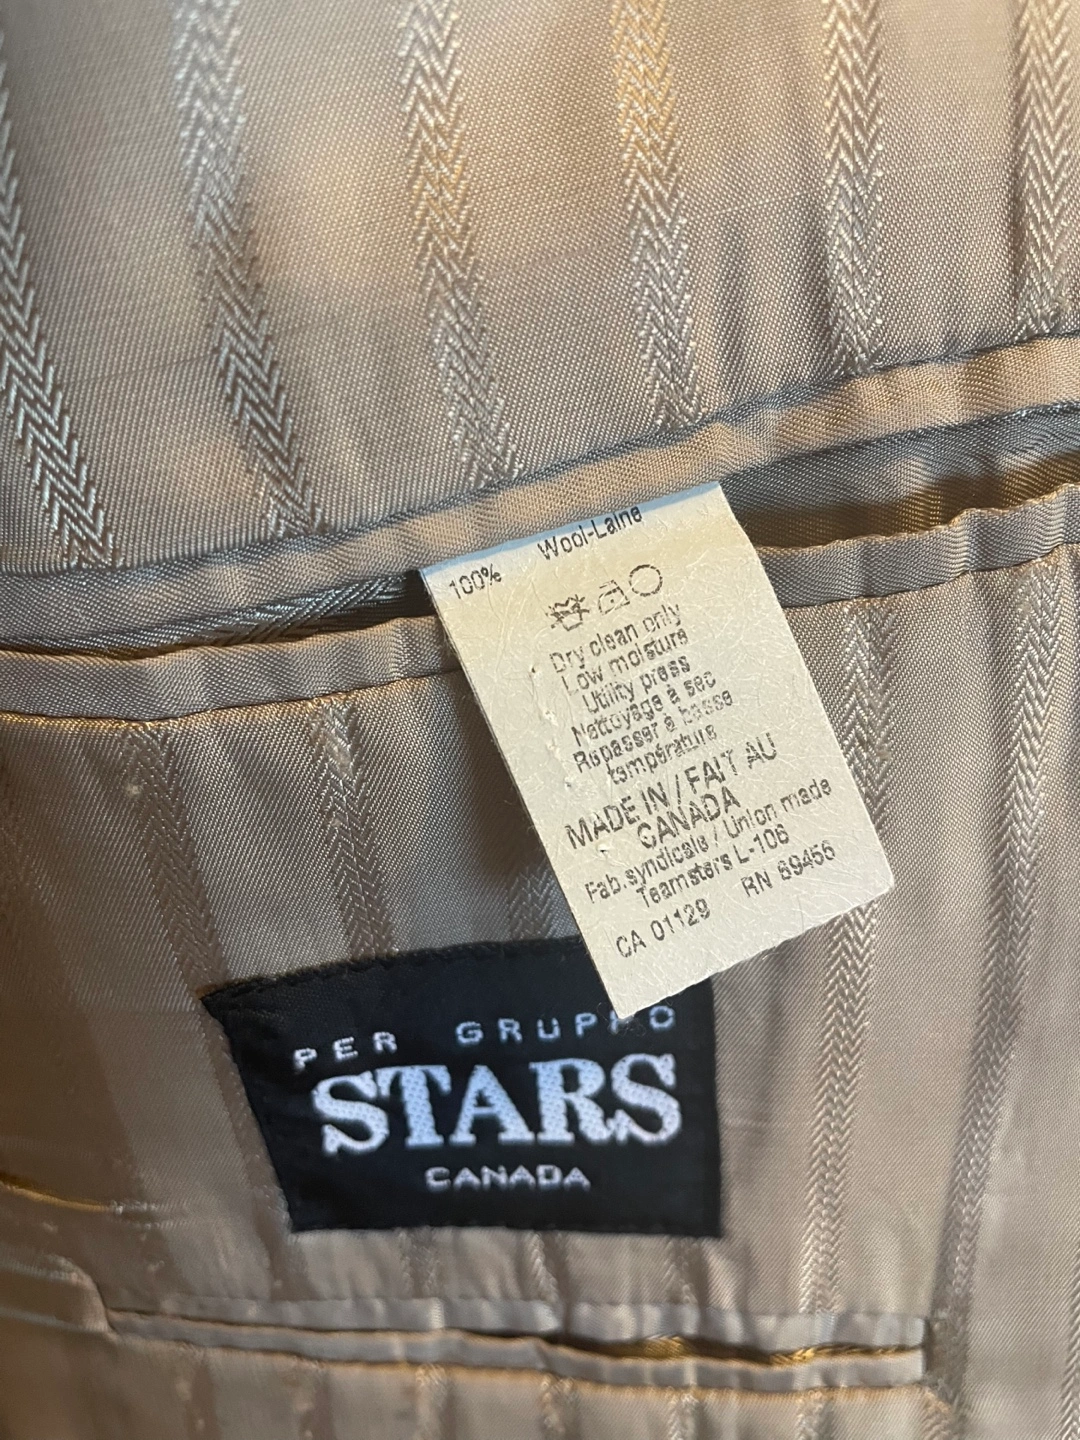 100% Wool-Laine
Dry clean only
Low moisture
Utility press
Nettoyage à sec
Repasser à basse
température
MADE IN / FAIT AU
CANADA
Fab.syndicale / Union made
Teamsters L-106
CA 01129 RN 89456
PER GRUPPO
STARS
CANADA